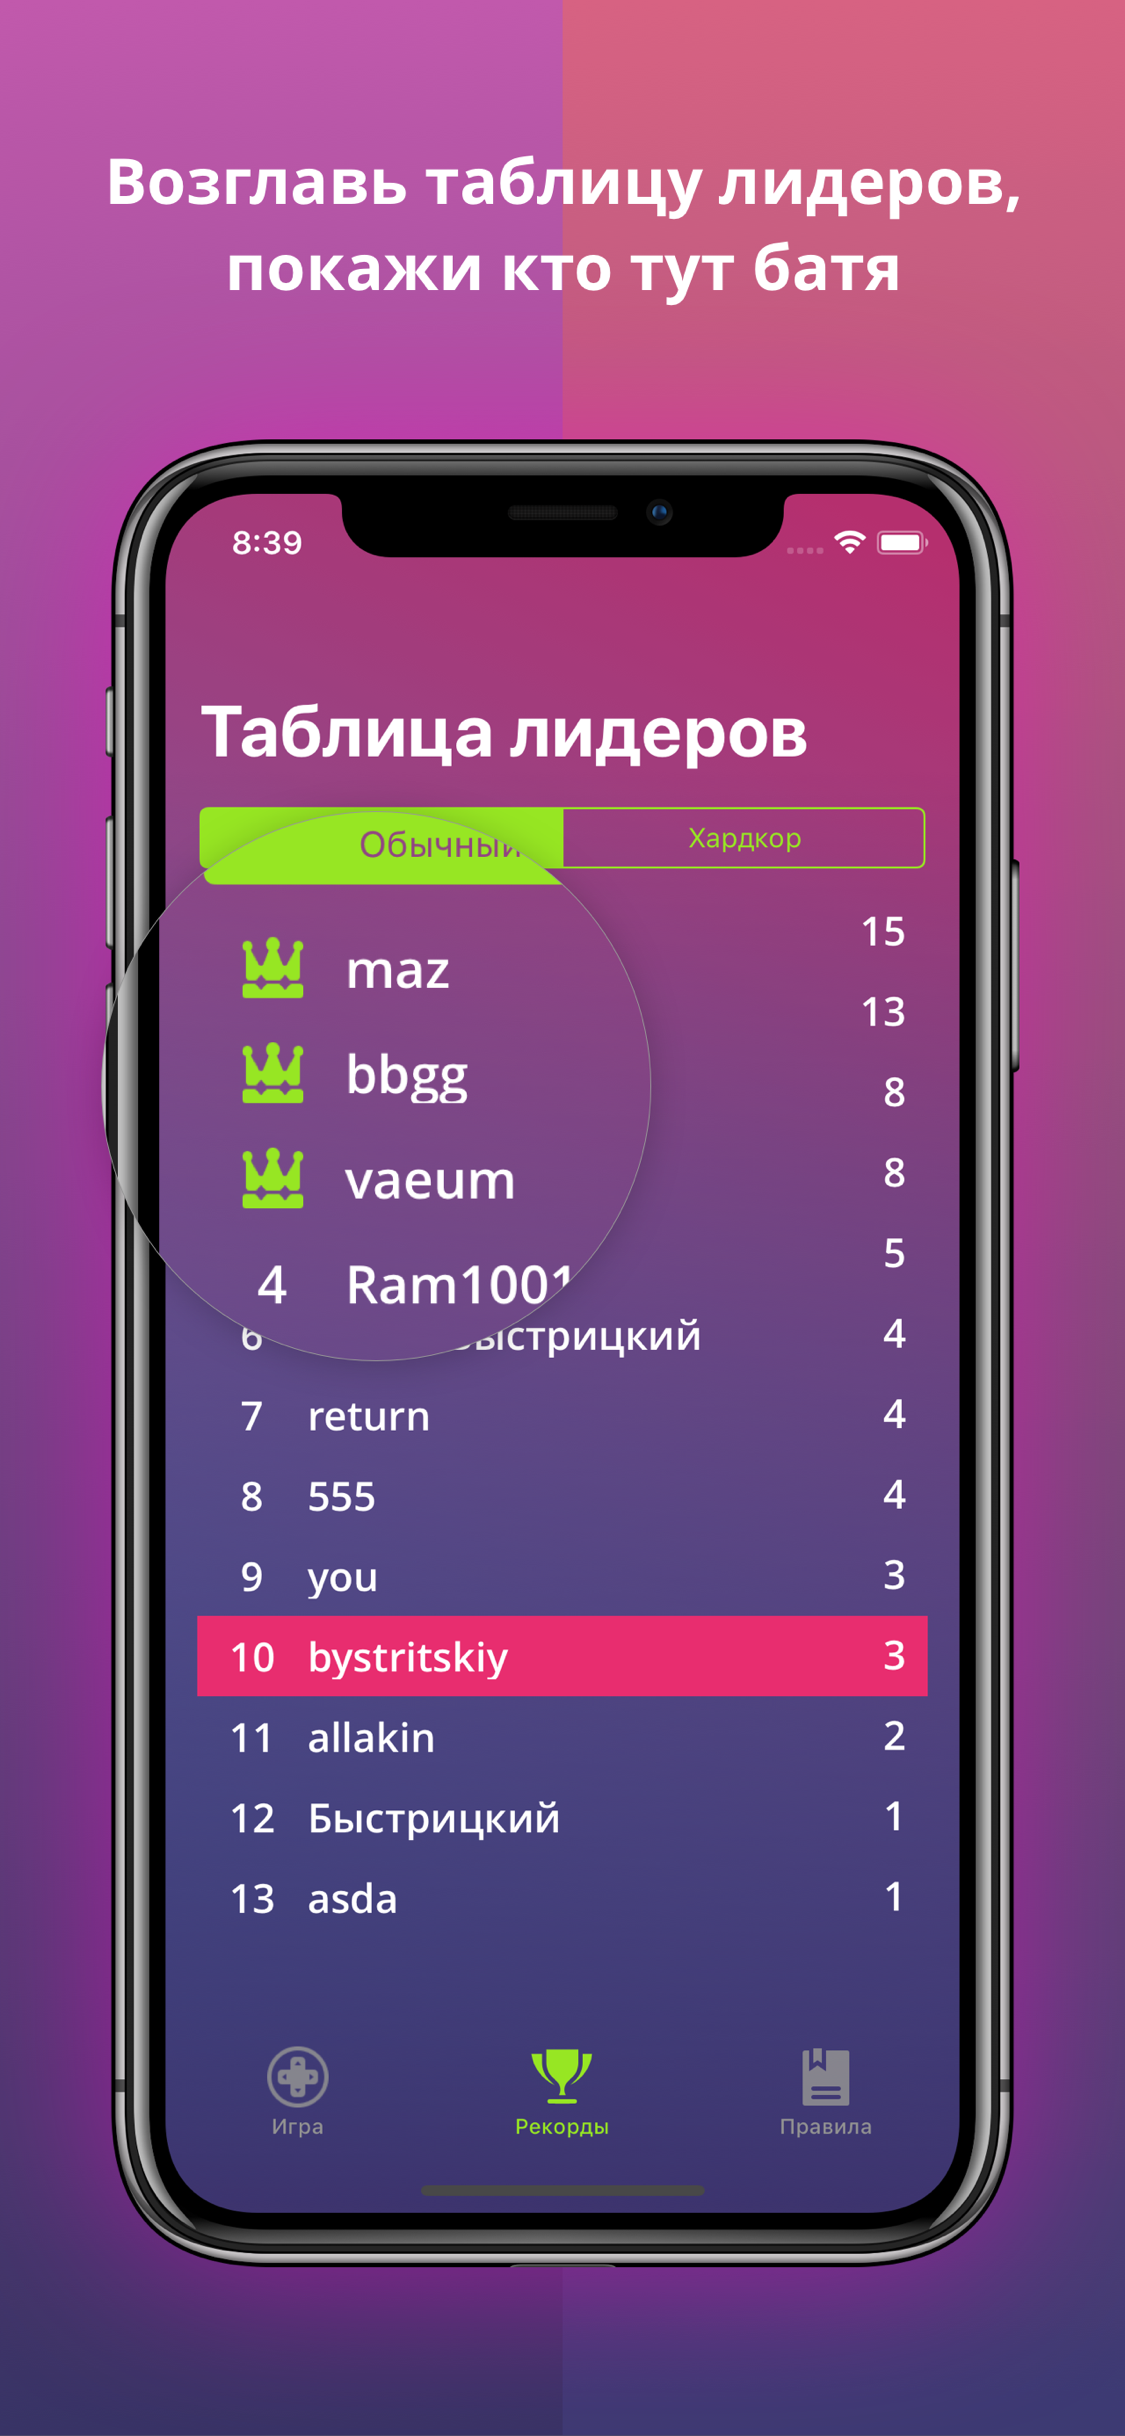 Возглавь таблицу лидеров,
покажи кто тут батя
8:39
Таблица лидеров
Обычный Хардкор
maz 15
bbgg 13
vaeum 8
4 Ram1001 8
5
6 4
7 return 4
8 555 4
9 you 3
10 bystritskiy 3
11 allakin 2
12 Быстрицкий 1
13 asda 1
Игра Рекорды Правила